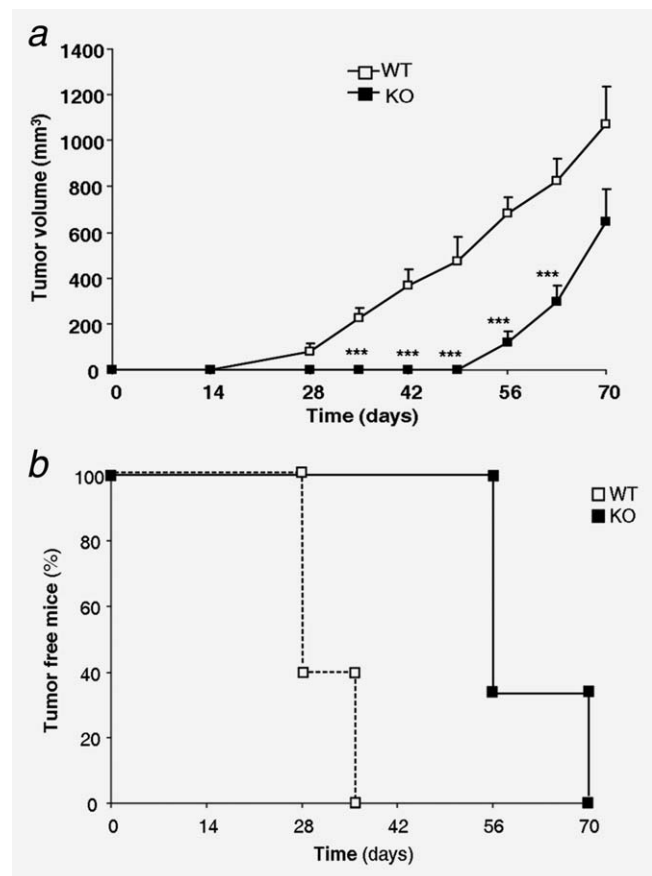 a
1400
1200
1000
800
600
400
200
0
Tumor volume (mm³)
WT
KO
***
***
***
***
***
0 14 28 42 56 70
Time (days)
b
100
80
60
40
20
0
Tumor free mice (%)
WT
KO
0 14 28 42 56 70
Time (days)